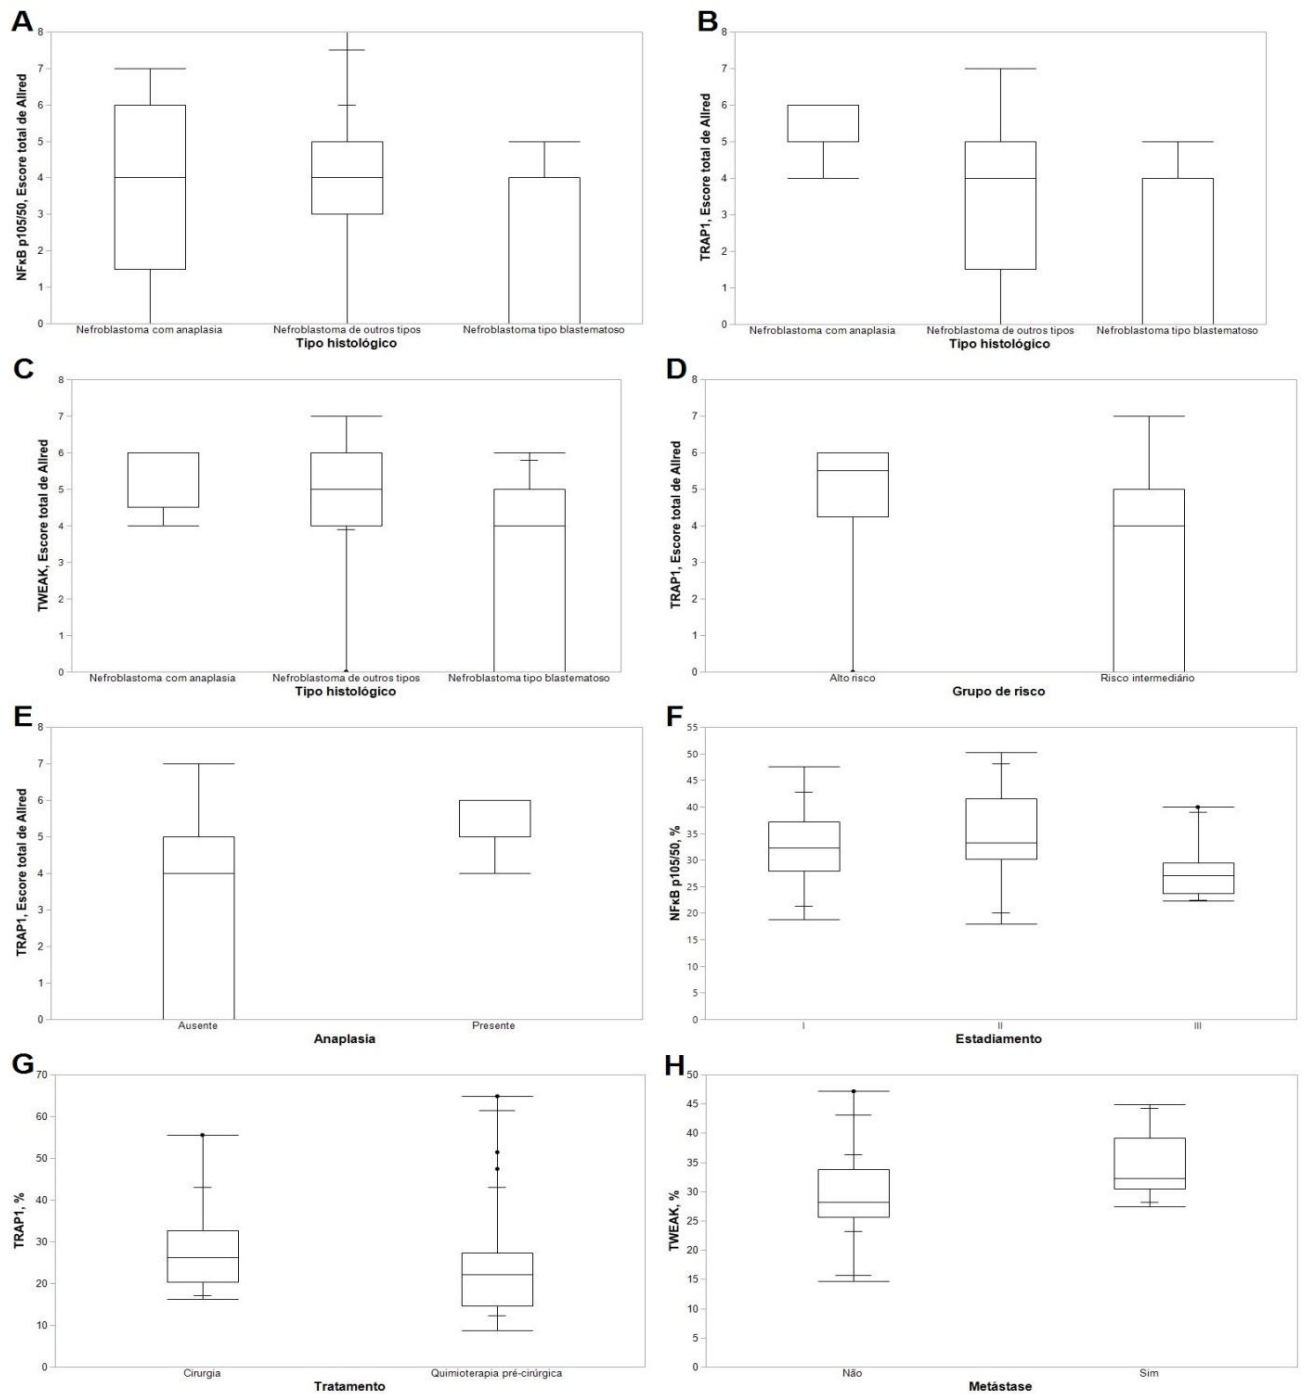 A
NFκB p105/50, Escore total de Allred
8
7
6
5
4
3
2
1
0
Nefroblastoma com anaplasia Nefroblastoma de outros tipos Nefroblastoma tipo blastematoso
Tipo histológico
B
TRAP1, Escore total de Allred
8
7
6
5
4
3
2
1
0
Nefroblastoma com anaplasia Nefroblastoma de outros tipos Nefroblastoma tipo blastematoso
Tipo histológico
C
TWEAK, Escore total de Allred
8
7
6
5
4
3
2
1
0
Nefroblastoma com anaplasia Nefroblastoma de outros tipos Nefroblastoma tipo blastematoso
Tipo histológico
D
TRAP1, Escore total de Allred
8
7
6
5
4
3
2
1
0
Alto risco Risco intermediário
Grupo de risco
E
TRAP1, Escore total de Allred
8
7
6
5
4
3
2
1
0
Ausente Presente
Anaplasia
F
NFκB p105/50, %
55
50
45
40
35
30
25
20
15
10
5
0
I II III
Estadiamento
G
TRAP1, %
70
60
50
40
30
20
10
0
Cirurgia Quimioterapia pré-cirúrgica
Tratamento
H
TWEAK, %
50
45
40
35
30
25
20
15
10
5
0
Não Sim
Metástase